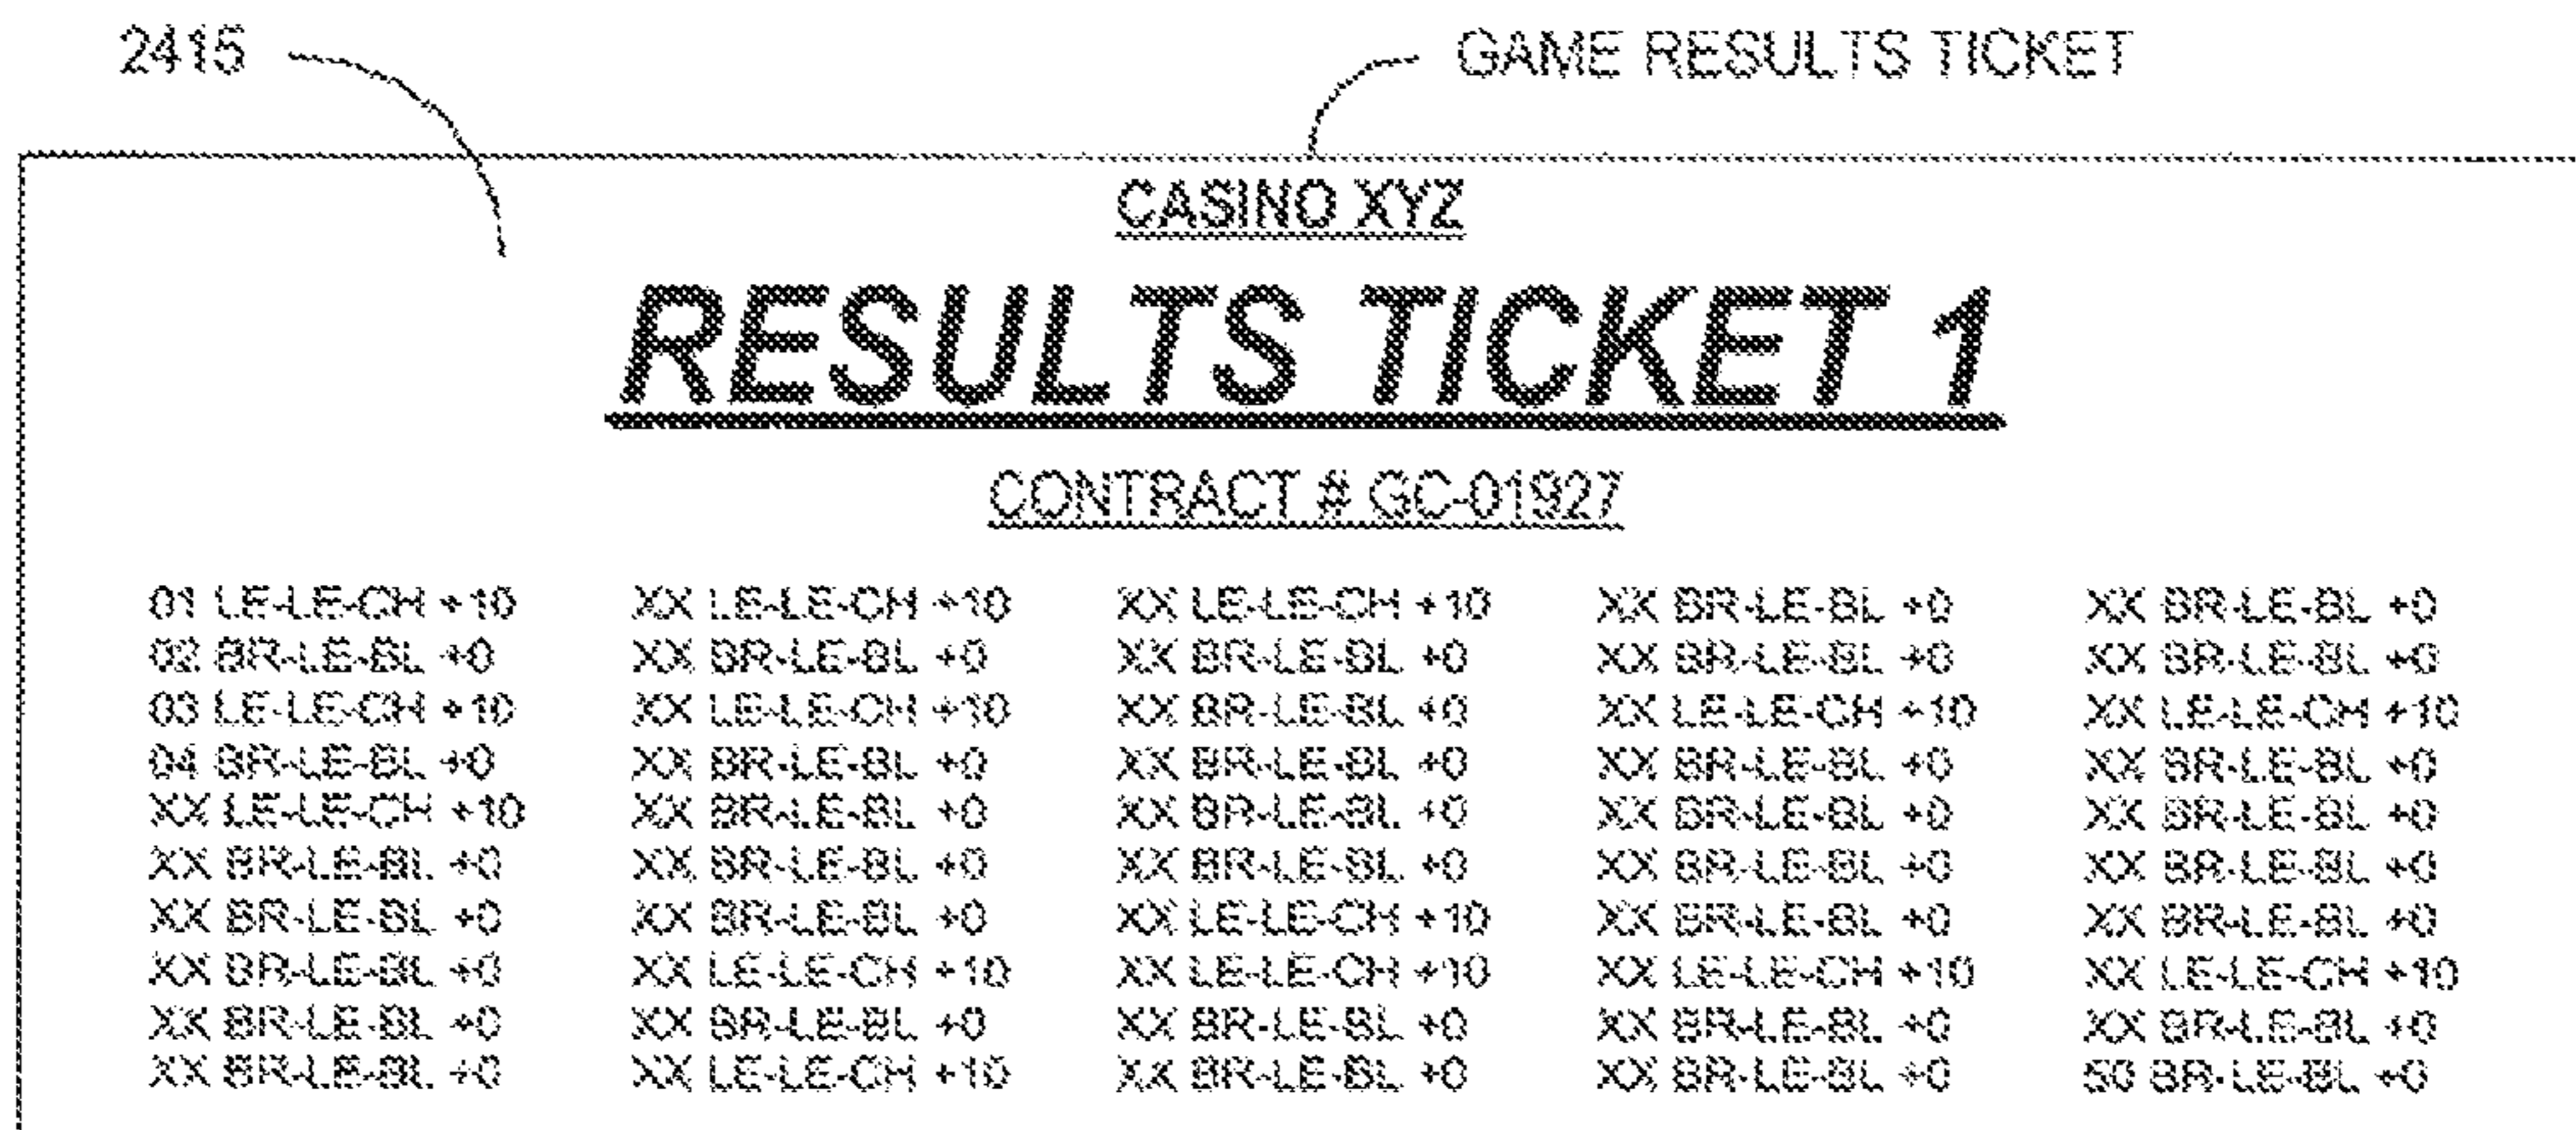 2415 GAME RESULTS TICKET
CASINO XYZ
RESULTS TICKET 1
CONTRACT # GC-01927
01 LE-LE-CH +10 XX LE-LE-CH +10 XX LE-LE-CH +10 XX BR-LE-BL +0 XX BR-LE-BL +0
02 BR-LE-BL +0 XX BR-LE-BL +0 XX BR-LE-BL +0 XX BR-LE-BL +0 XX BR-LE-BL +0
03 LE-LE-CH +10 XX LE-LE-CH +10 XX BR-LE-BL +0 XX LE-LE-CH +10 XX LE-LE-CH +10
04 BR-LE-BL +0 XX BR-LE-BL +0 XX BR-LE-BL +0 XX BR-LE-BL +0 XX BR-LE-BL +0
XX LE-LE-CH +10 XX BR-LE-BL +0 XX BR-LE-BL +0 XX BR-LE-BL +0 XX BR-LE-BL +0
XX BR-LE-BL +0 XX BR-LE-BL +0 XX BR-LE-BL +0 XX BR-LE-BL +0 XX BR-LE-BL +0
XX BR-LE-BL +0 XX BR-LE-BL +0 XX LE-LE-CH +10 XX BR-LE-BL +0 XX BR-LE-BL +0
XX BR-LE-BL +0 XX LE-LE-CH +10 XX LE-LE-CH +10 XX LE-LE-CH +10 XX LE-LE-CH +10
XX BR-LE-BL +0 XX BR-LE-BL +0 XX BR-LE-BL +0 XX BR-LE-BL +0 XX BR-LE-BL +0
XX BR-LE-BL +0 XX LE-LE-CH +10 XX BR-LE-BL +0 XX BR-LE-BL +0 50 BR-LE-BL +0